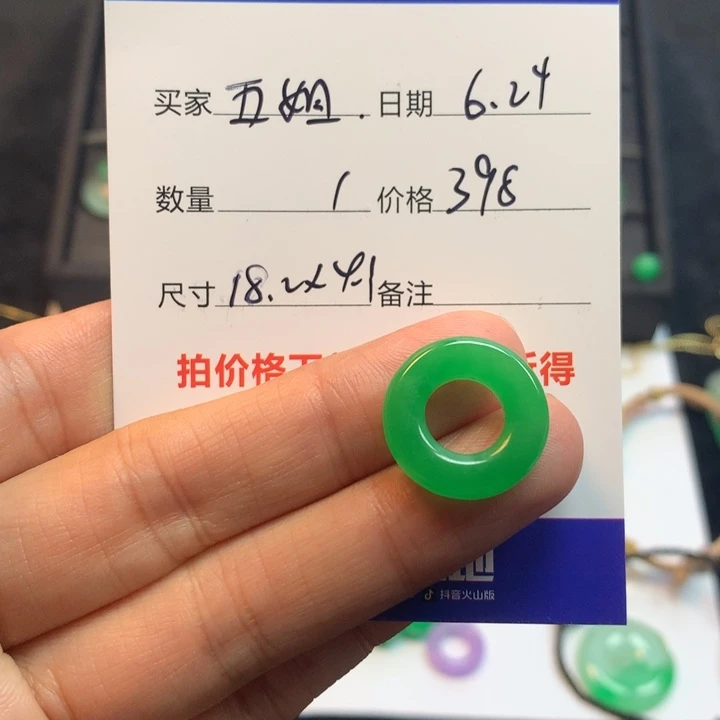 买家 五姐. 日期 6.24
数量 1 价格 398
尺寸 18.2x4.1 备注
拍价格 得
抖音火山版